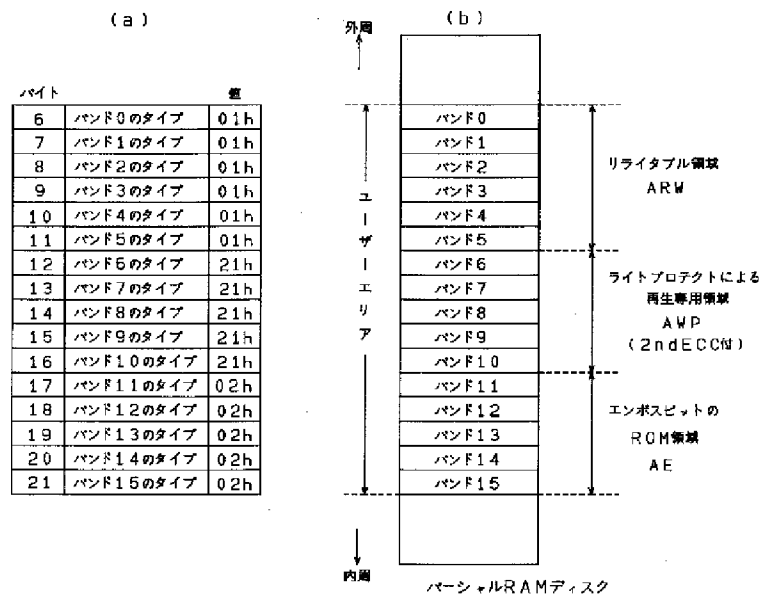 (a)
バイト 値
6 バンド0のタイプ 01h
7 バンド1のタイプ 01h
8 バンド2のタイプ 01h
9 バンド3のタイプ 01h
10 バンド4のタイプ 01h
11 バンド5のタイプ 01h
12 バンド6のタイプ 21h
13 バンド7のタイプ 21h
14 バンド8のタイプ 21h
15 バンド9のタイプ 21h
16 バンド10のタイプ 21h
17 バンド11のタイプ 02h
18 バンド12のタイプ 02h
19 バンド13のタイプ 02h
20 バンド14のタイプ 02h
21 バンド15のタイプ 02h
(b)
外周
ユーザーエリア
内周
バンド0
バンド1
バンド2
バンド3
バンド4
バンド5
バンド6
バンド7
バンド8
バンド9
バンド10
バンド11
バンド12
バンド13
バンド14
バンド15
リライタブル領域
ARW
ライトプロテクトによる
再生専用領域
AWP
(2ndECC付)
エンボスピットの
ROM領域
AE
パーシャルRAMディスク